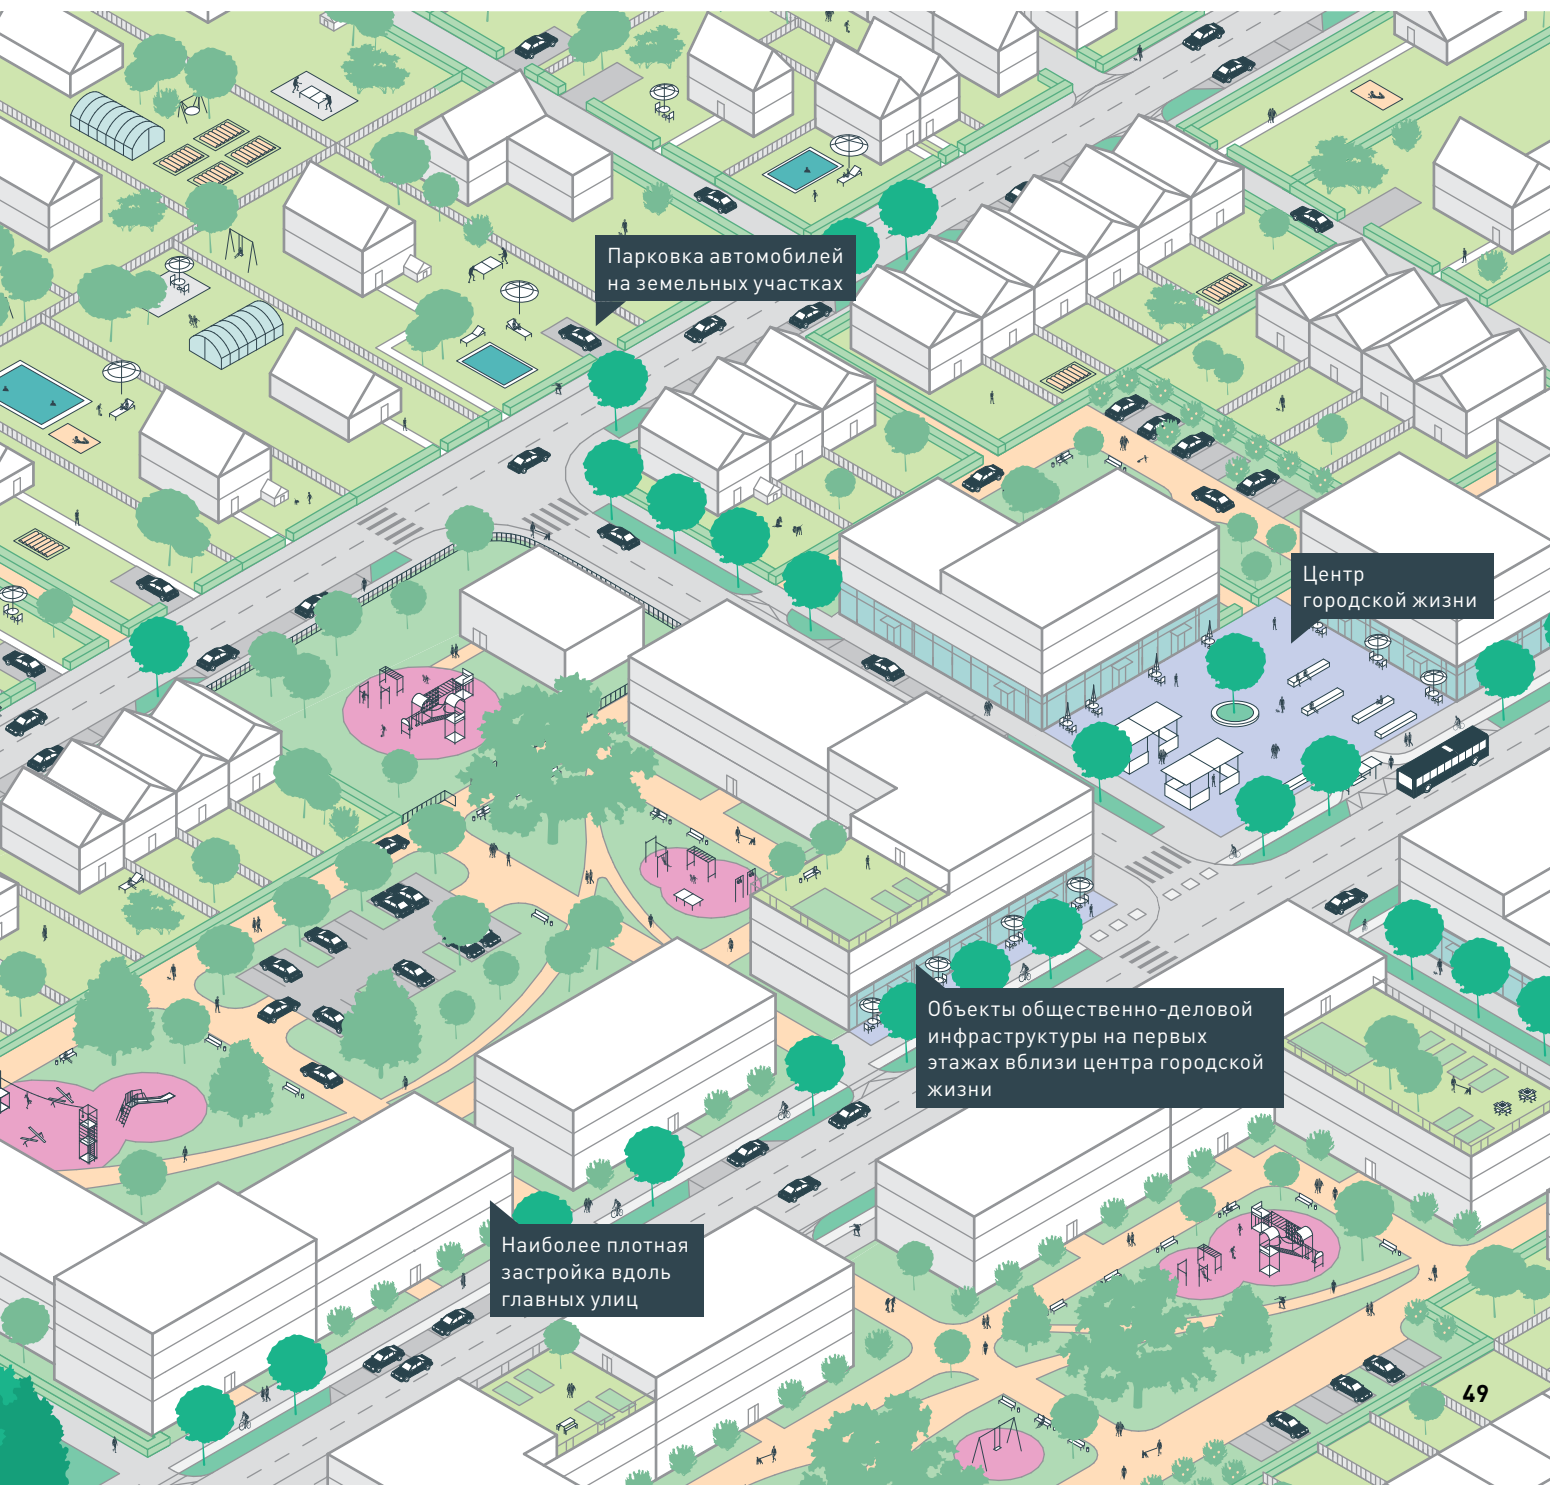 Парковка автомобилей
на земельных участках
Центр
городской жизни
Объекты общественно-деловой
инфраструктуры на первых
этажах вблизи центра городской
жизни
Наиболее плотная
застройка вдоль
главных улиц
49